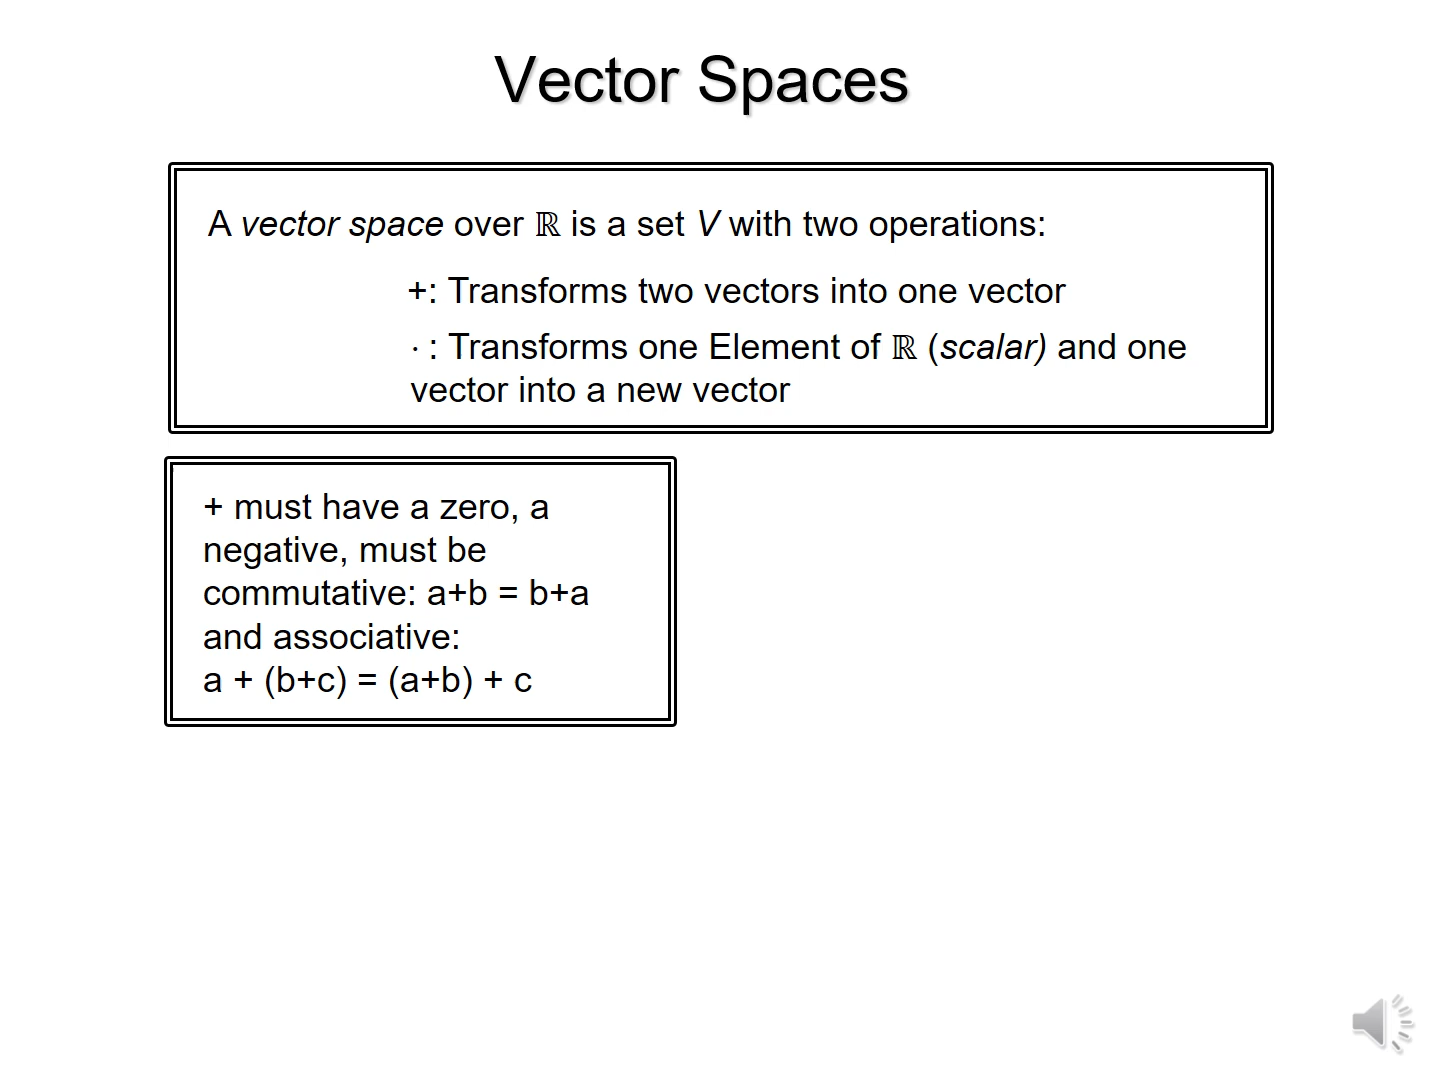 Vector Spaces
A vector space over ℝ is a set V with two operations:
+: Transforms two vectors into one vector
· : Transforms one Element of ℝ (scalar) and one
vector into a new vector
+ must have a zero, a
negative, must be
commutative: a+b = b+a
and associative:
a + (b+c) = (a+b) + c